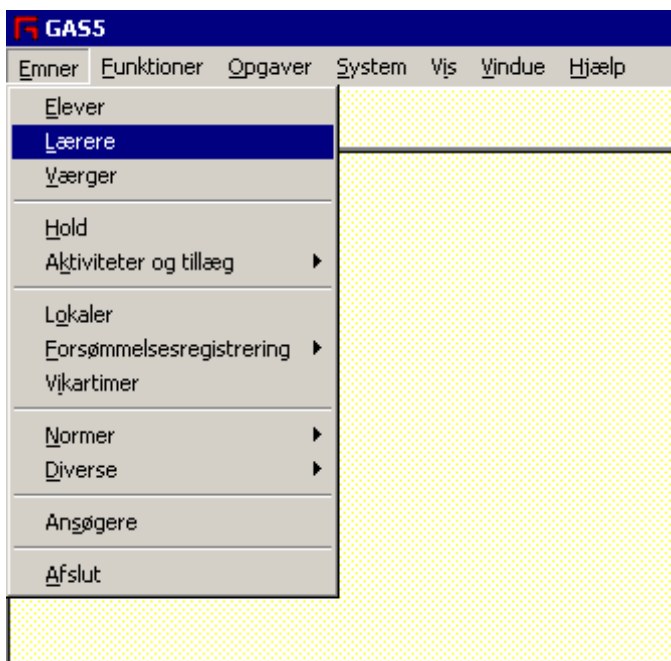 GAS5
Emner Funktioner Opgaver System Vis Vindue Hjælp
Elever
Lærere
Værger
Hold
Aktiviteter og tillæg
Lokaler
Forsømmelsesregistrering
Vikartimer
Normer
Diverse
Ansøgere
Afslut